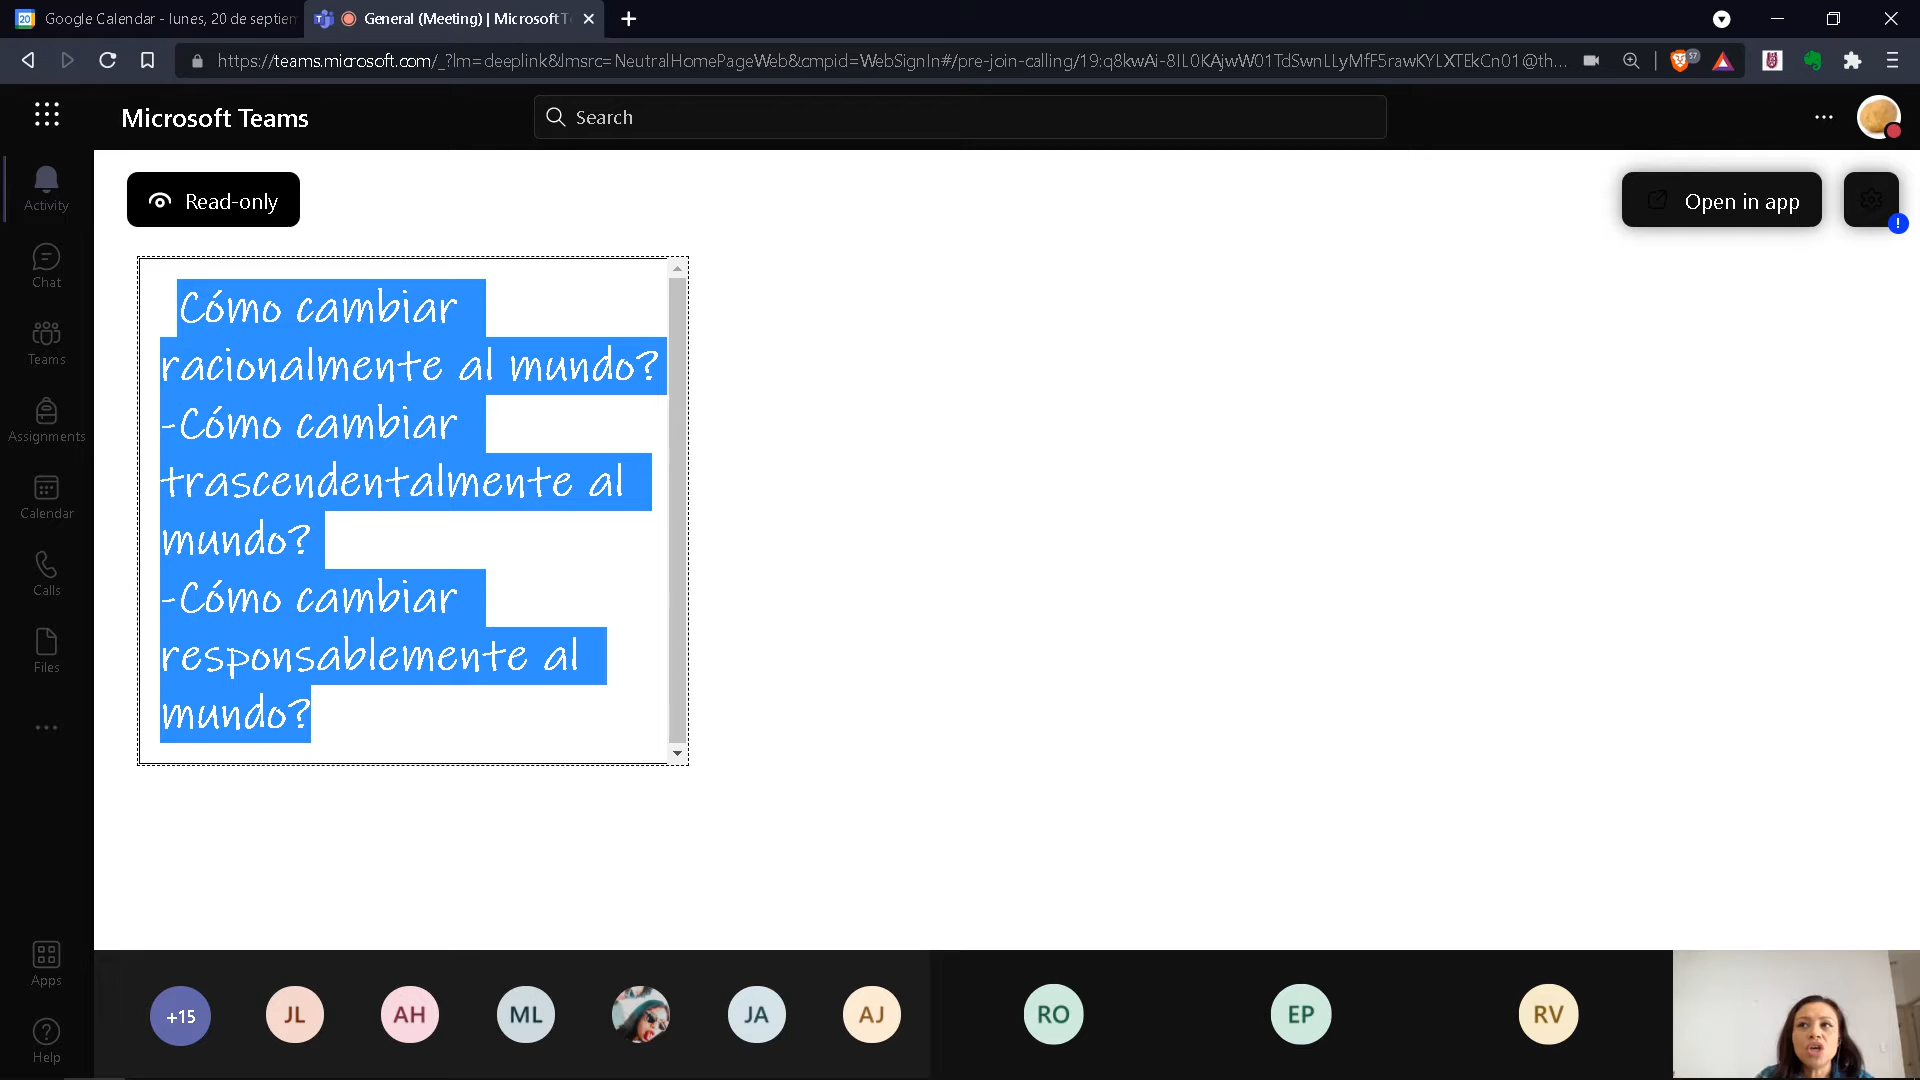 20 Google Calendar - lunes, 20 de septien
General (Meeting) | Microsoft T
https://teams.microsoft.com/_?lm=deeplink&lmsrc=NeutralHomePageWeb&cmpid=WebSignIn#/pre-join-calling/19:q8kwAi-8IL0KAjwW01TdSwnLLyMfF5rawKYLXTEkCn01@th...
57
Microsoft Teams
Search
Activity
Chat
Teams
Assignments
Calendar
Calls
Files
Apps
Help
Read-only
Open in app
!
Cómo cambiar
racionalmente al mundo?
-Cómo cambiar
trascendentalmente al
mundo?
-Cómo cambiar
responsablemente al
mundo?
+15
JL
AH
ML
JA
AJ
RO
EP
RV